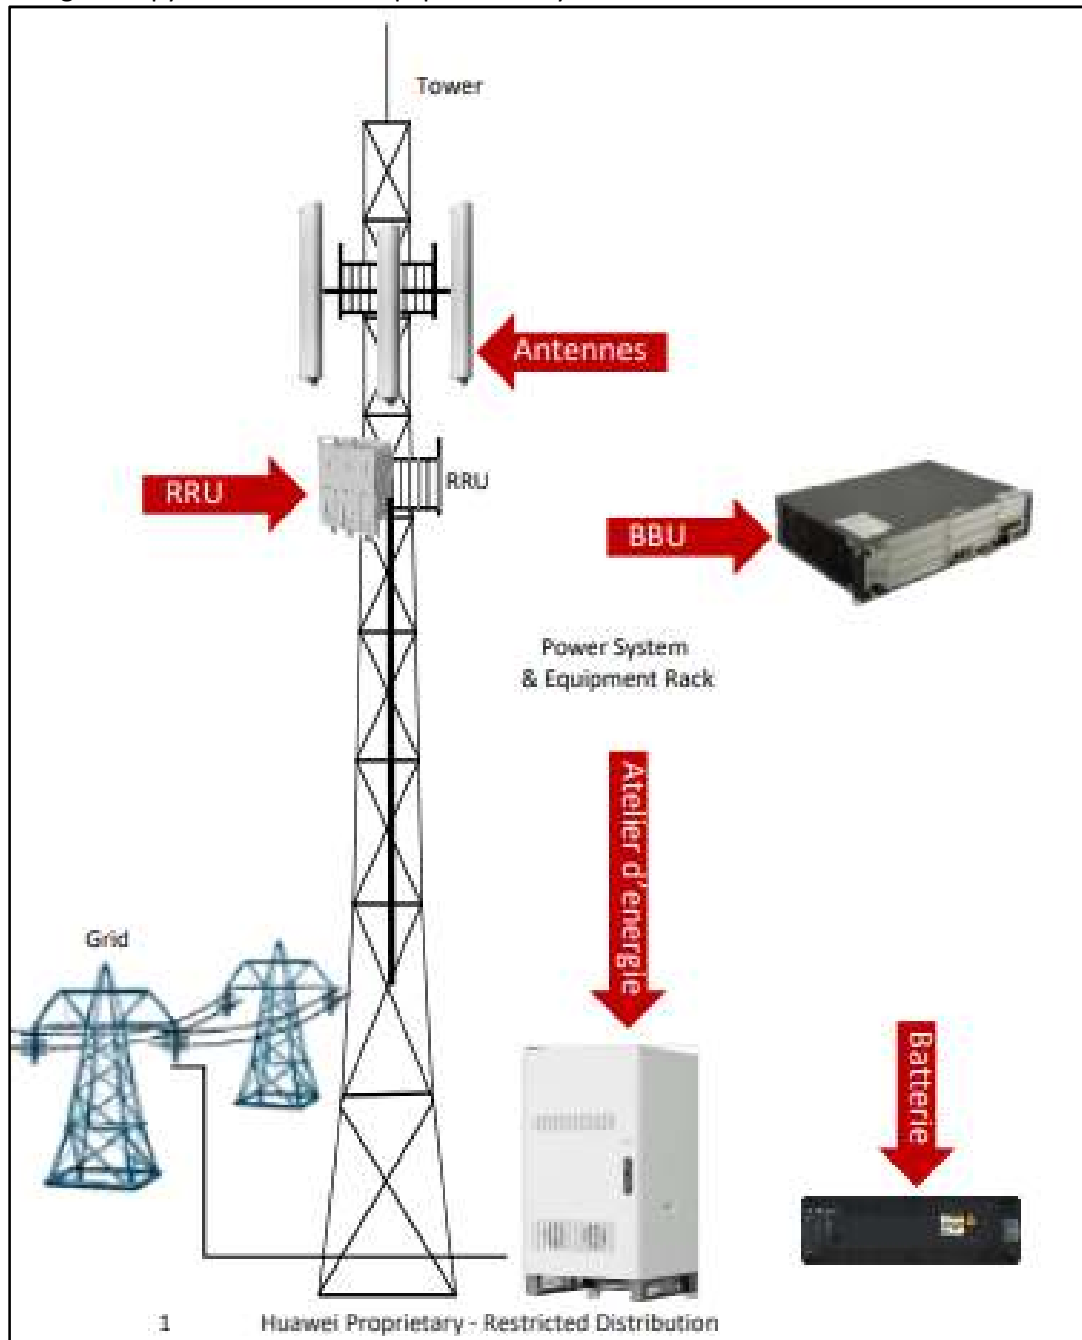 Tower
Antennes
RRU
RRU
BBU
Power System
& Equipment Rack
Atelier d'energie
Grid
Batterie
1 Huawei Proprietary - Restricted Distribution